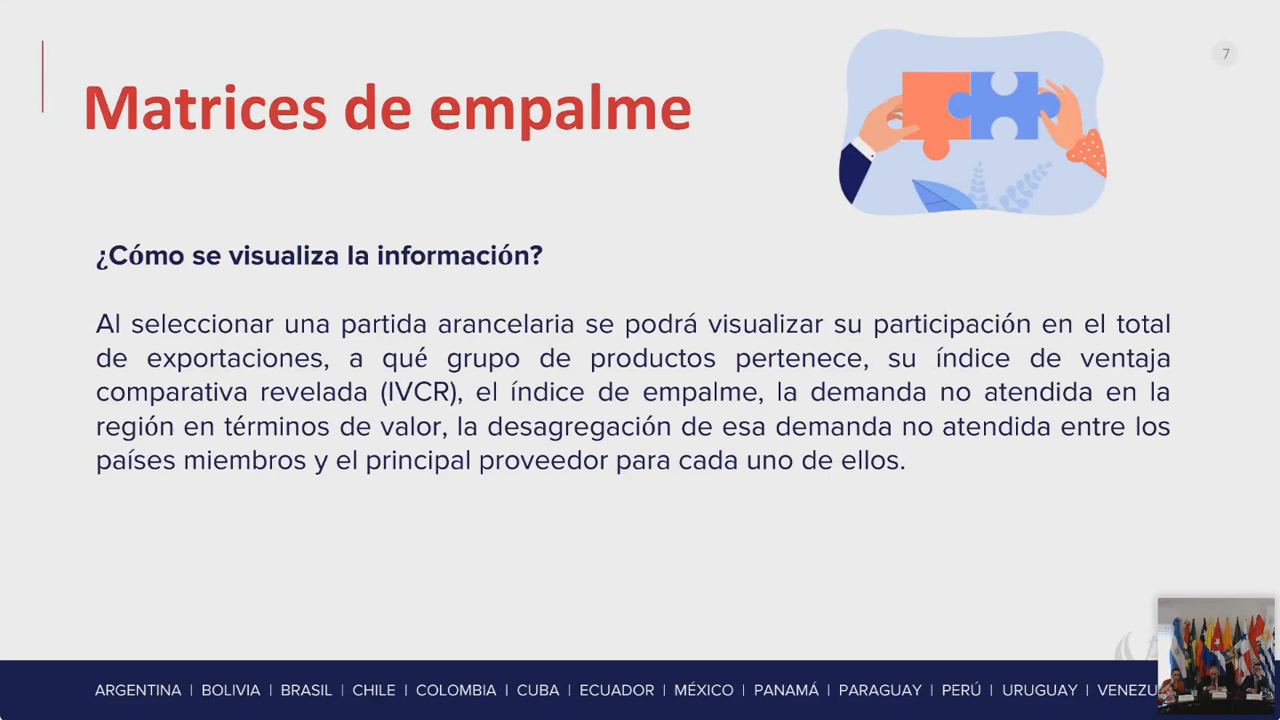 7
Matrices de empalme
¿Cómo se visualiza la información?
Al seleccionar una partida arancelaria se podrá visualizar su participación en el total
de exportaciones, a qué grupo de productos pertenece, su índice de ventaja
comparativa revelada (IVCR), el índice de empalme, la demanda no atendida en la
región en términos de valor, la desagregación de esa demanda no atendida entre los
países miembros y el principal proveedor para cada uno de ellos.
ARGENTINA | BOLIVIA | BRASIL | CHILE | COLOMBIA | CUBA | ECUADOR | MÉXICO | PANAMÁ | PARAGUAY | PERÚ | URUGUAY | VENEZU